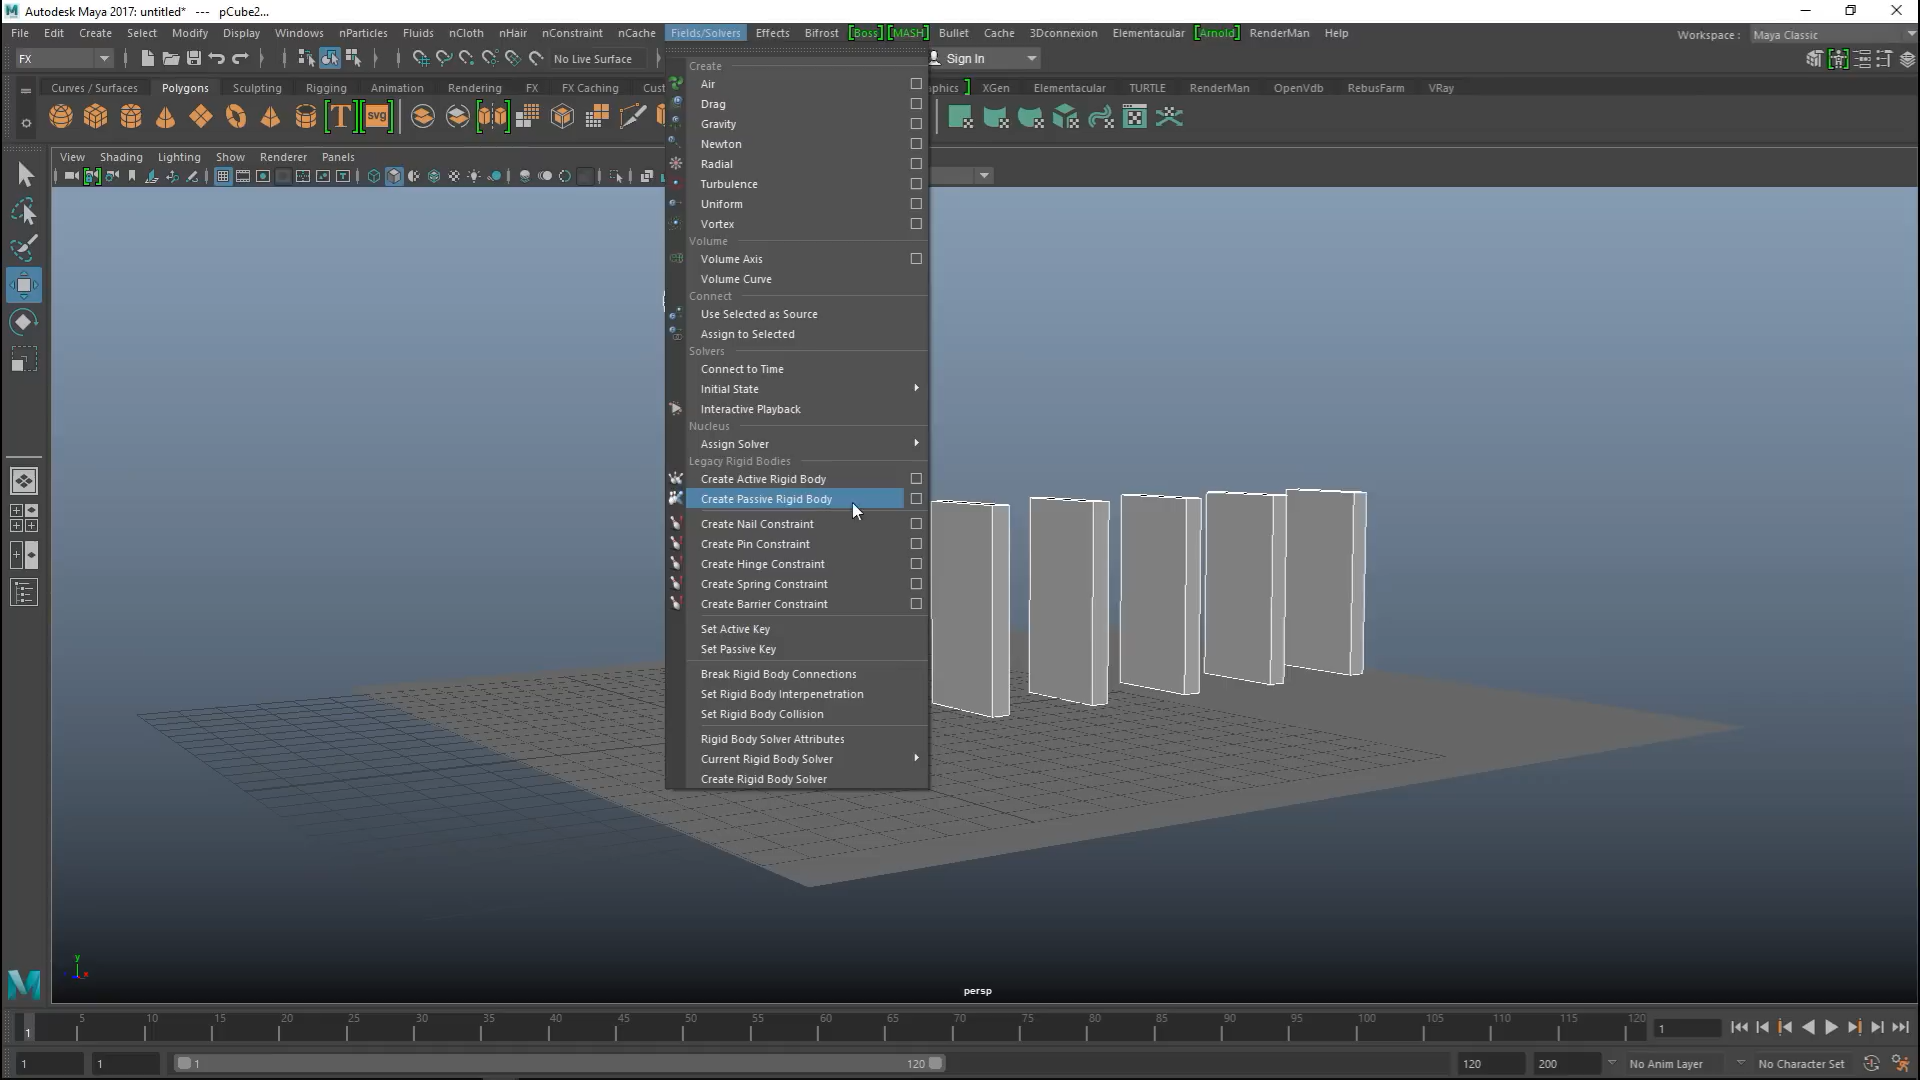 Autodesk Maya 2017: untitled*   ---   pCube2...
File Edit Create Select Modify Display Windows nParticles Fluids nCloth nHair nConstraint nCache Fields/Solvers Effects Bifrost [Boss] [MASH] Bullet Cache 3Dconnexion Elementacular [Arnold] RenderMan Help
Workspace : Maya Classic
FX
No Live Surface
Sign In
Curves / Surfaces Polygons Sculpting Rigging Animation Rendering FX FX Caching
XGen Elementacular TURTLE RenderMan OpenVdb RebusFarm VRay
T svg
View Shading Lighting Show Renderer Panels
Create
Air
Drag
Gravity
Newton
Radial
Turbulence
Uniform
Vortex
Volume
Volume Axis
Volume Curve
Connect
Use Selected as Source
Assign to Selected
Solvers
Connect to Time
Initial State
Interactive Playback
Nucleus
Assign Solver
Legacy Rigid Bodies
Create Active Rigid Body
Create Passive Rigid Body
Create Nail Constraint
Create Pin Constraint
Create Hinge Constraint
Create Spring Constraint
Create Barrier Constraint
Set Active Key
Set Passive Key
Break Rigid Body Connections
Set Rigid Body Interpenetration
Set Rigid Body Collision
Rigid Body Solver Attributes
Current Rigid Body Solver
Create Rigid Body Solver
y
x
persp
1 5 10 15 20 25 30 35 40 45 50 55 60 65 70 75 80 85 90 95 100 105 110 115 120
1
1 1 1 120 120 200 No Anim Layer No Character Set